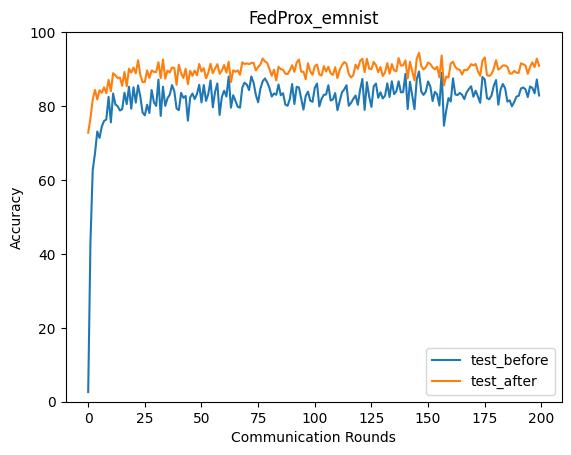 FedProx_emnist
100
80
60
40
20
0
Accuracy
0 25 50 75 100 125 150 175 200
Communication Rounds
test_before
test_after